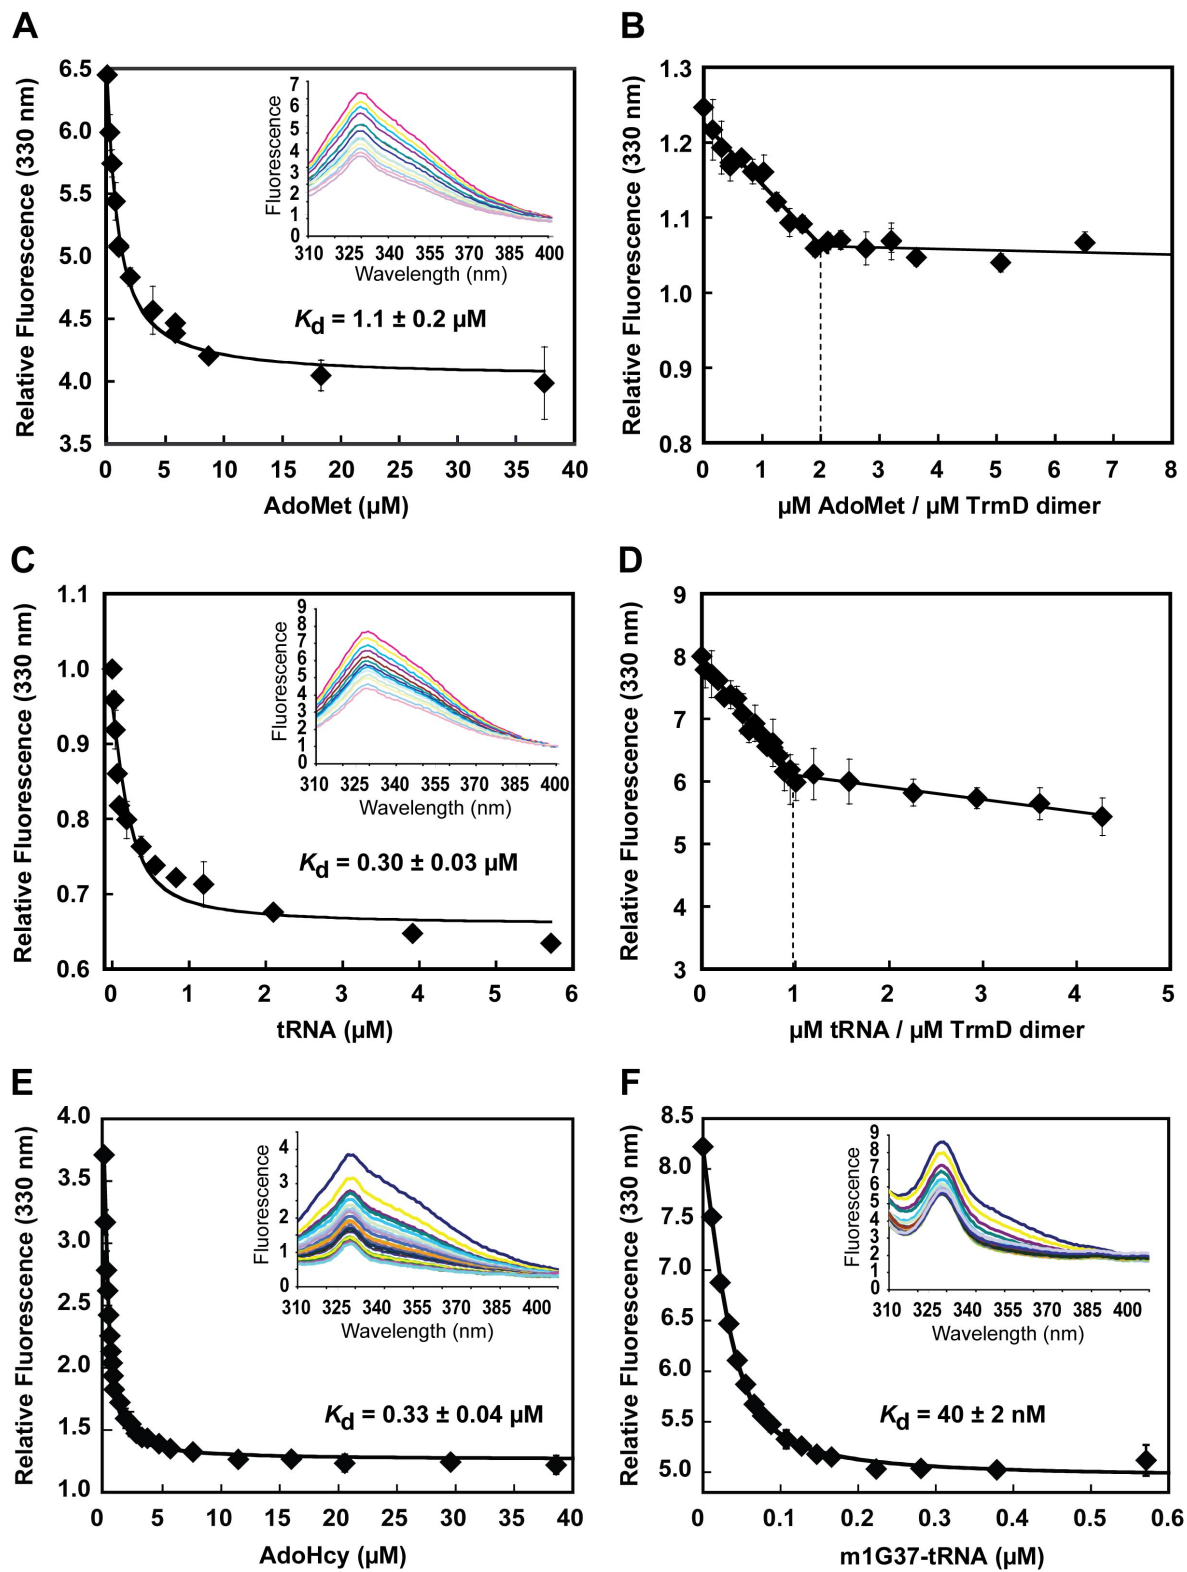 A
Relative Fluorescence (330 nm)
6.5
6.0
5.5
5.0
4.5
4.0
3.5
0 5 10 15 20 25 30 35 40
AdoMet (µM)
Fluorescence
7
6
5
4
3
2
1
0
310 330 340 355 385 400
Wavelength (nm)
Kd = 1.1 ± 0.2 µM
B
Relative Fluorescence (330 nm)
1.3
1.2
1.1
1.0
0.9
0.8
0 1 2 3 4 5 6 7 8
µM AdoMet / µM TrmD dimer
C
Relative Fluorescence (330 nm)
1.1
1.0
0.9
0.8
0.7
0.6
0 1 2 3 4 5 6
tRNA (µM)
Fluorescence
9
8
7
6
5
4
3
2
1
0
310 325 340 355 370 385 400
Wavelength (nm)
Kd = 0.30 ± 0.03 µM
D
Relative Fluorescence (330 nm)
9
8
7
6
5
4
3
0 1 2 3 4 5
µM tRNA / µM TrmD dimer
E
Relative Fluorescence (330 nm)
4.0
3.5
3.0
2.5
2.0
1.5
1.0
0 5 10 15 20 25 30 35 40
AdoHcy (µM)
Fluorescence
4
3
2
1
0
310 325 340 355 370 385 400
Wavelength (nm)
Kd = 0.33 ± 0.04 µM
F
Relative Fluorescence (330 nm)
8.5
8.0
7.5
7.0
6.5
6.0
5.5
5.0
0 0.1 0.2 0.3 0.4 0.5 0.6
m1G37-tRNA (µM)
Fluorescence
9
8
7
6
5
4
3
2
1
0
310 325 340 355 370 385 400
Wavelength (nm)
Kd = 40 ± 2 nM